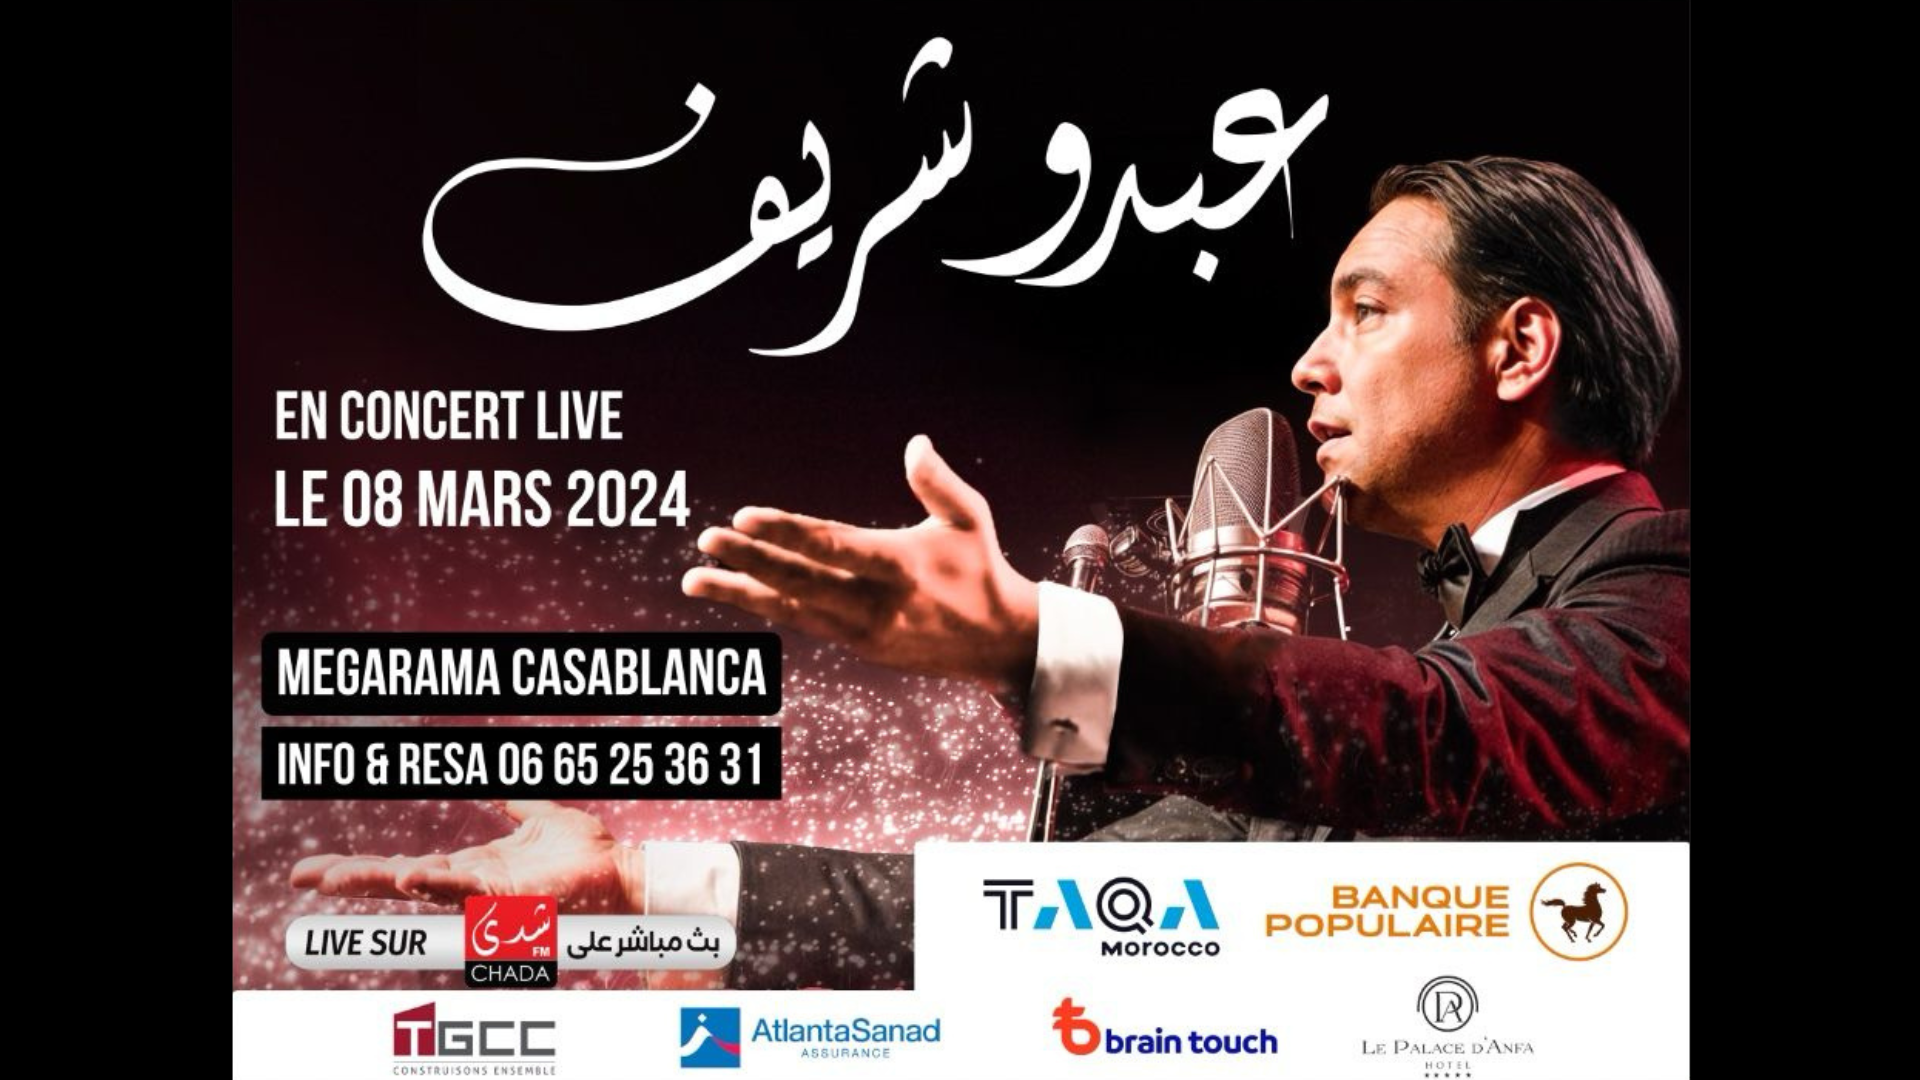 عبدو شريف
EN CONCERT LIVE
LE 08 MARS 2024
MEGARAMA CASABLANCA
INFO & RESA 06 65 25 36 31
LIVE SUR شدى FM CHADA بث مباشر على
TAQA
MOROCCO
BANQUE
POPULAIRE
TGCC
CONSTRUISONS ENSEMBLE
AtlantaSanad
ASSURANCE
brain touch
PA
LE PALACE D'ANFA
HOTEL